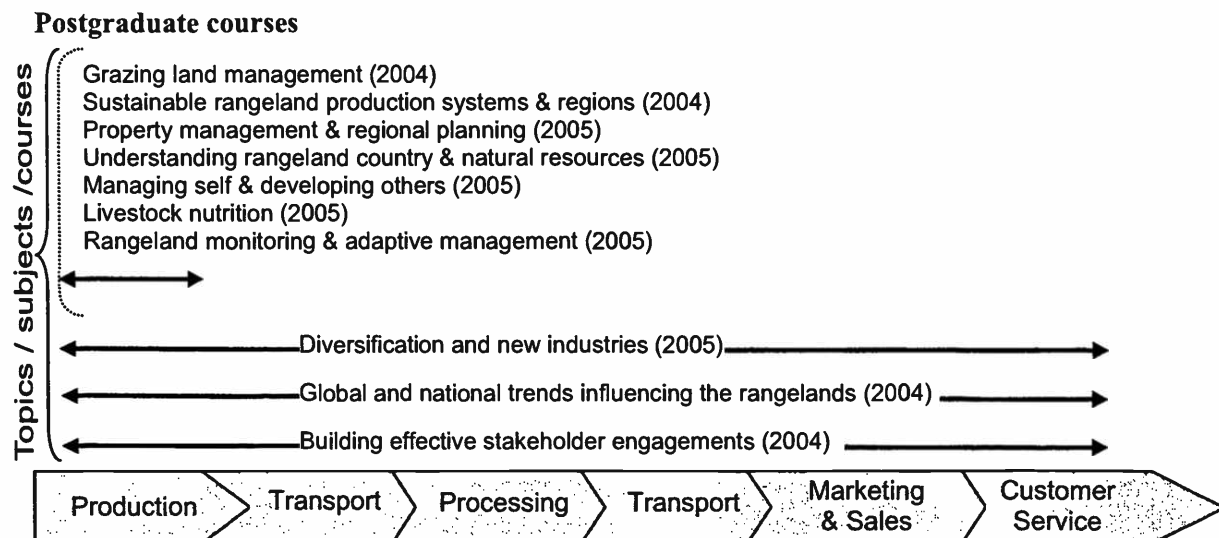 Postgraduate courses
Topics / subjects /courses
Grazing land management (2004)
Sustainable rangeland production systems & regions (2004)
Property management & regional planning (2005)
Understanding rangeland country & natural resources (2005)
Managing self & developing others (2005)
Livestock nutrition (2005)
Rangeland monitoring & adaptive management (2005)
Diversification and new industries (2005)
Global and national trends influencing the rangelands (2004)
Building effective stakeholder engagements (2004)
Production
Transport
Processing
Transport
Marketing
& Sales
Customer
Service